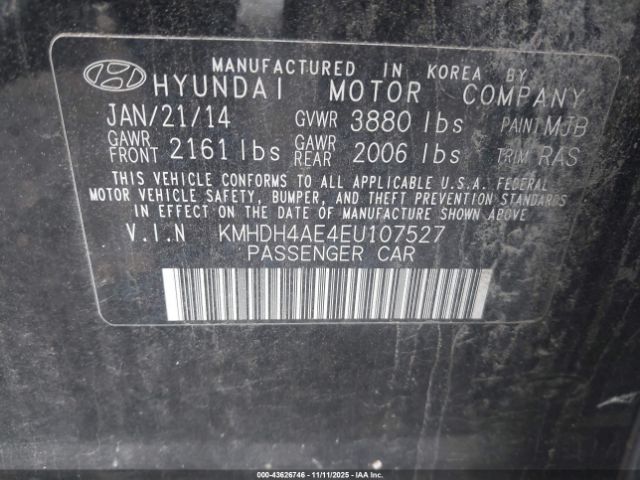 MANUFACTURED IN KOREA BY
HYUNDAI MOTOR COMPANY
JAN/21/14 GVWR 3880 lbs PAINT MJB
GAWR FRONT 2161 lbs GAWR REAR 2006 lbs TRIM RAS
THIS VEHICLE CONFORMS TO ALL APPLICABLE U.S.A. FEDERAL
MOTOR VEHICLE SAFETY, BUMPER, AND THEFT PREVENTION STANDARDS
IN EFFECT ON THE DATE OF MANUFACTURE SHOWN ABOVE.
V.I.N KMHDH4AE4EU107527
PASSENGER CAR
000-43626746 - 11/11/2025 - IAA Inc.